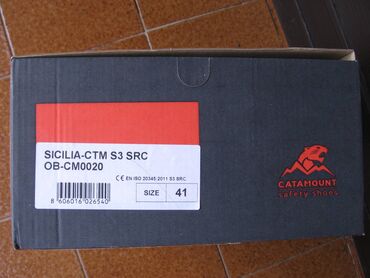 SICILIA-CTM S3 SRC
OB-CM0020
CE EN ISO 20345:2011 S3 SRC
SIZE 41
8 606016 026540
CATAMOUNT
safety shoes